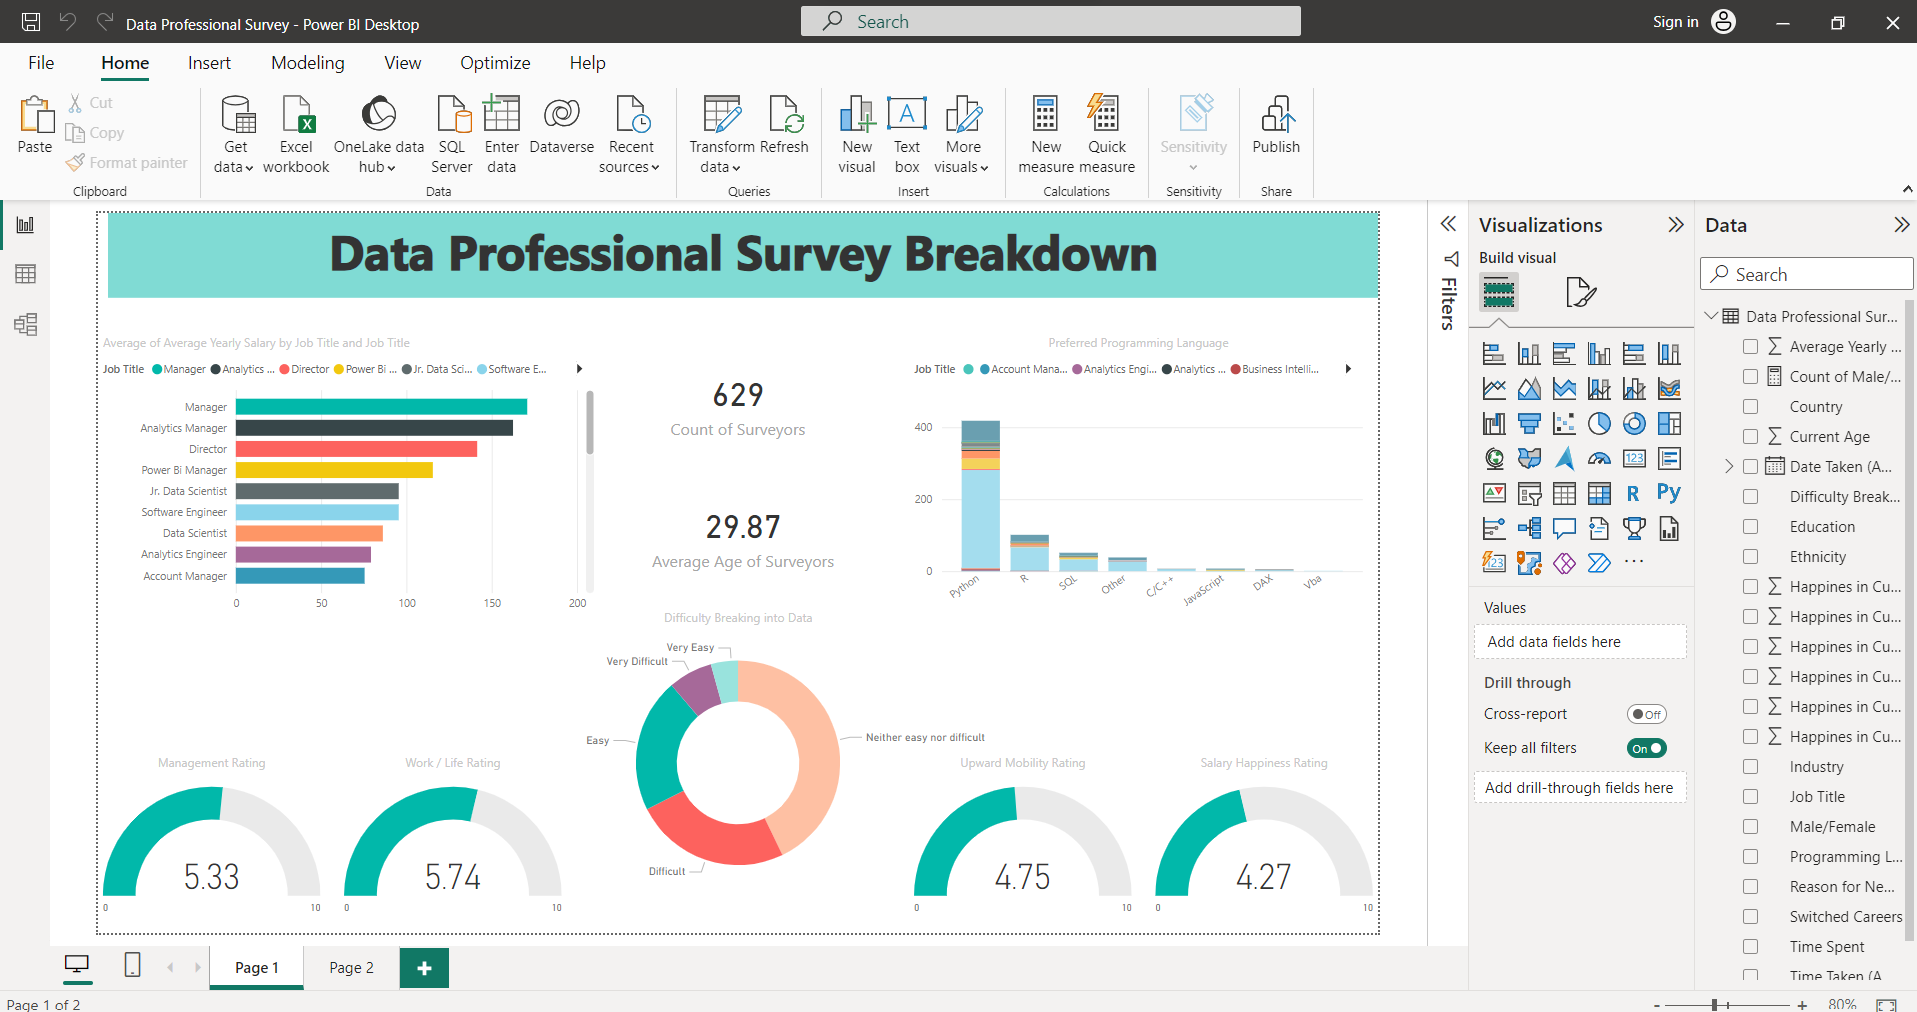 Data Professional Survey - Power BI Desktop
Search
Sign in
File Home Insert Modeling View Optimize Help
Paste
Cut
Copy
Format painter
Clipboard
Get data
Excel workbook
OneLake data hub
SQL Server
Enter data
Dataverse
Recent sources
Data
Transform data
Refresh
Queries
New visual
A
Text box
More visuals
Insert
New measure
Quick measure
Calculations
Sensitivity
Sensitivity
Publish
Share
Data Professional Survey Breakdown
Average of Average Yearly Salary by Job Title and Job Title
Job Title Manager Analytics ... Director Power Bi ... Jr. Data Sci... Software E...
Manager
Analytics Manager
Director
Power Bi Manager
Jr. Data Scientist
Software Engineer
Data Scientist
Analytics Engineer
Account Manager
0 50 100 150 200
629
Count of Surveyors
29.87
Average Age of Surveyors
Preferred Programming Language
Job Title Account Mana... Analytics Engi... Analytics ... Business Intelli...
400
200
0
Python R SQL Other C/C++ JavaScript DAX Vba
Difficulty Breaking into Data
Very Easy
Very Difficult
Easy
Neither easy nor difficult
Difficult
Management Rating
5.33
0 10
Work / Life Rating
5.74
0 10
Upward Mobility Rating
4.75
0 10
Salary Happiness Rating
4.27
0 10
Filters
Visualizations
Build visual
123
R
Py
123
...
Values
Add data fields here
Drill through
Cross-report
Off
Keep all filters
On
Add drill-through fields here
Data
Search
Data Professional Sur...
Average Yearly ...
Count of Male/...
Country
Current Age
Date Taken (A...
Difficulty Break...
Education
Ethnicity
Happines in Cu...
Happines in Cu...
Happines in Cu...
Happines in Cu...
Happines in Cu...
Happines in Cu...
Industry
Job Title
Male/Female
Programming L...
Reason for Ne...
Switched Careers
Time Spent
Time Taken (A
Page 1
Page 2
+
Page 1 of 2
- + 80%